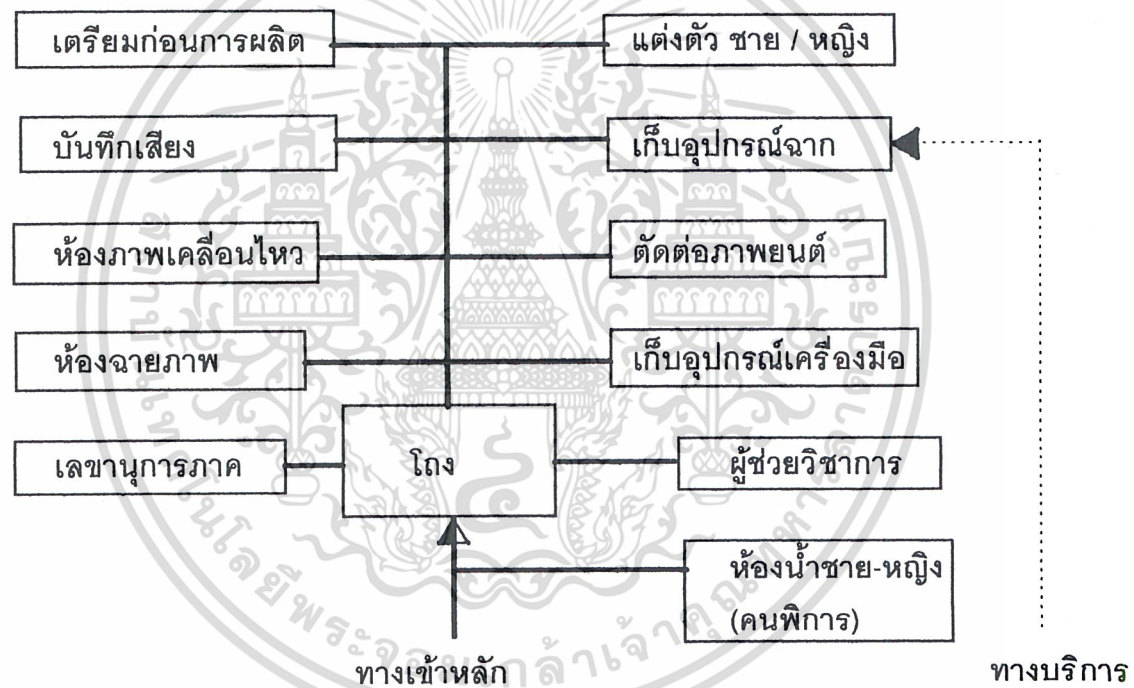 เตรียมก่อนการผลิต
แต่งตัว ชาย / หญิง
บันทึกเสียง
เก็บอุปกรณ์ฉาก
ห้องภาพเคลื่อนไหว
ตัดต่อภาพยนต์
ห้องฉายภาพ
เก็บอุปกรณ์เครื่องมือ
เลขานุการภาค
โถง
ผู้ช่วยวิชาการ
ห้องน้ำชาย-หญิง
(คนพิการ)
ทางเข้าหลัก
ทางบริการ